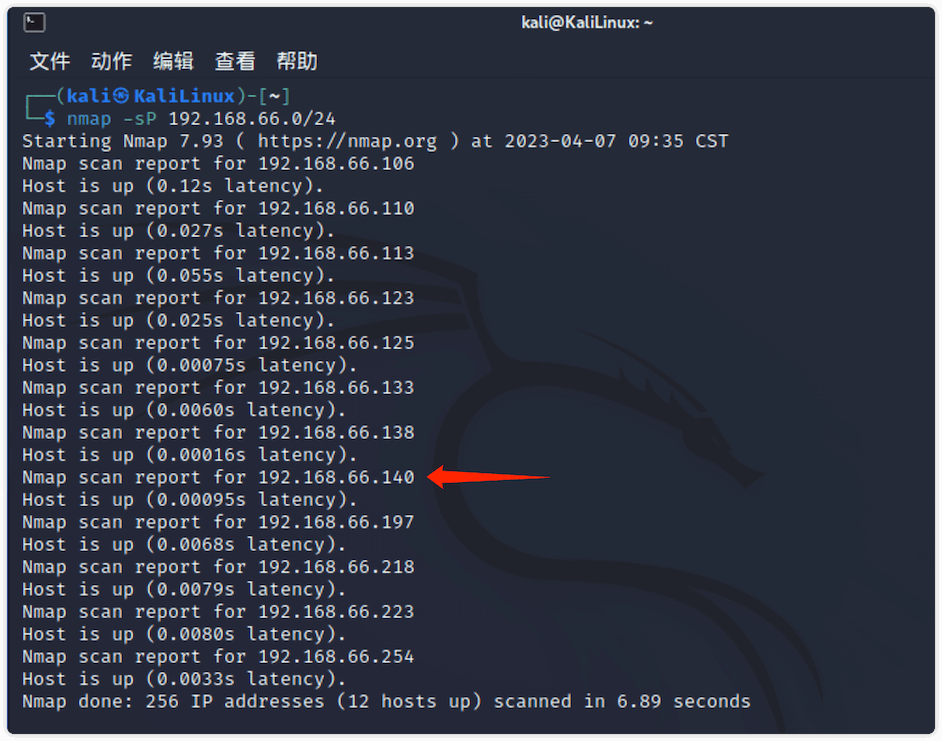 kali@KaliLinux: ~
文件 动作 编辑 查看 帮助
┌──(kali㉿KaliLinux)-[~]
└─$ nmap -sP 192.168.66.0/24
Starting Nmap 7.93 ( https://nmap.org ) at 2023-04-07 09:35 CST
Nmap scan report for 192.168.66.106
Host is up (0.12s latency).
Nmap scan report for 192.168.66.110
Host is up (0.027s latency).
Nmap scan report for 192.168.66.113
Host is up (0.055s latency).
Nmap scan report for 192.168.66.123
Host is up (0.025s latency).
Nmap scan report for 192.168.66.125
Host is up (0.00075s latency).
Nmap scan report for 192.168.66.133
Host is up (0.0060s latency).
Nmap scan report for 192.168.66.138
Host is up (0.00016s latency).
Nmap scan report for 192.168.66.140
Host is up (0.00095s latency).
Nmap scan report for 192.168.66.197
Host is up (0.0068s latency).
Nmap scan report for 192.168.66.218
Host is up (0.0079s latency).
Nmap scan report for 192.168.66.223
Host is up (0.0080s latency).
Nmap scan report for 192.168.66.254
Host is up (0.0033s latency).
Nmap done: 256 IP addresses (12 hosts up) scanned in 6.89 seconds